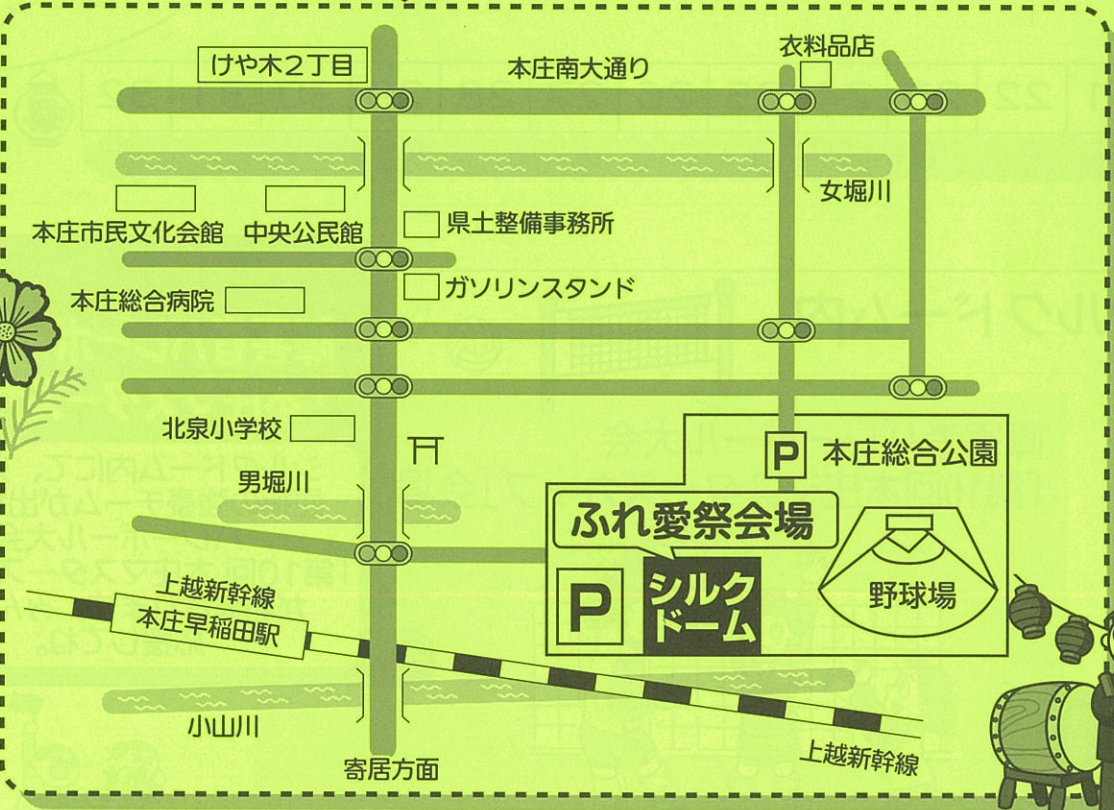 けや木2丁目
本庄南大通り
衣料品店
女堀川
本庄市民文化会館
中央公民館
県土整備事務所
ガソリンスタンド
本庄総合病院
北泉小学校
男堀川
P
本庄総合公園
ふれ愛祭会場
P
シルク
ドーム
野球場
上越新幹線
本庄早稲田駅
小山川
寄居方面
上越新幹線